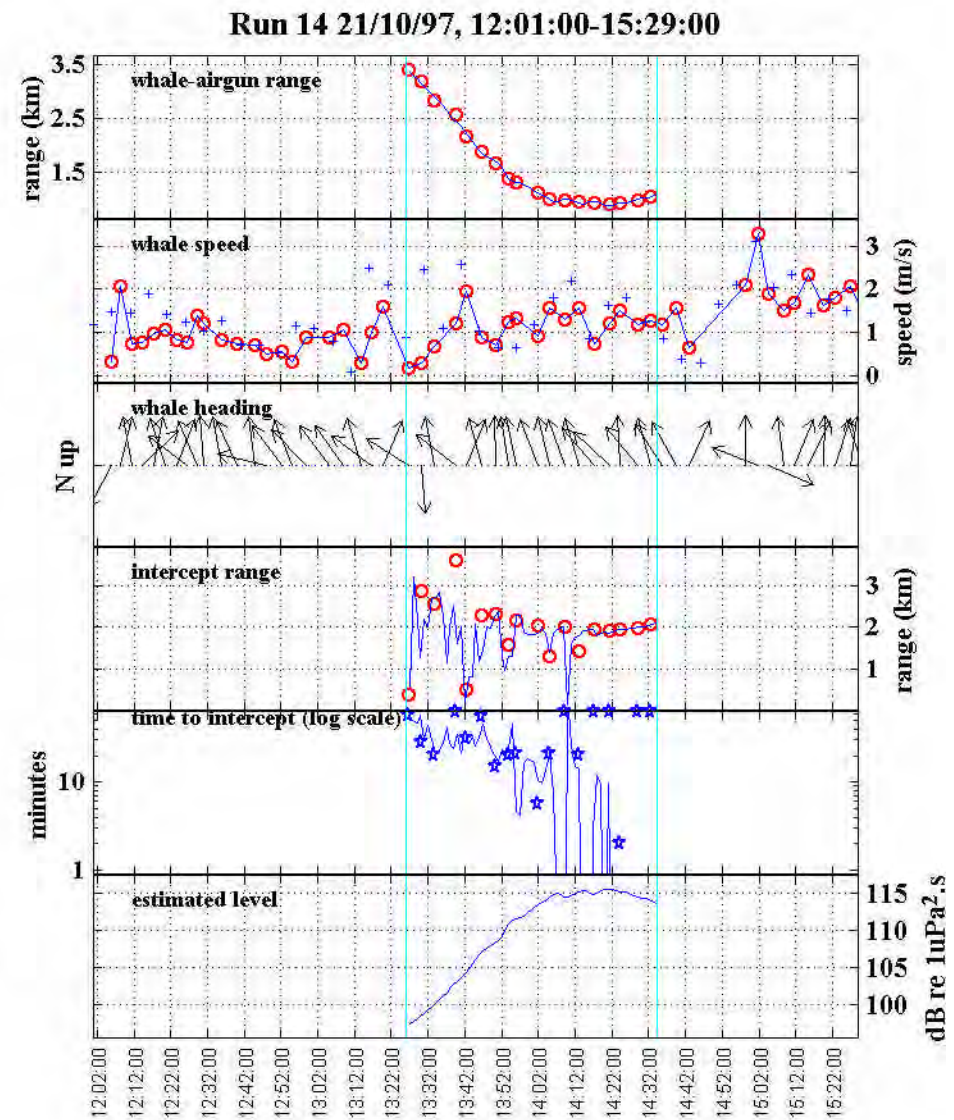 Run 14 21/10/97, 12:01:00-15:29:00
whale-airgun range
range (km)
3.5
2.5
1.5
whale speed
speed (m/s)
3
2
1
0
whale heading
N up
intercept range
range (km)
3
2
1
time to intercept (log scale)
minutes
10
1
estimated level
dB re 1uPa².s
115
110
105
100
12:02:00
12:12:00
12:22:00
12:32:00
12:42:00
12:52:00
13:02:00
13:12:00
13:22:00
13:32:00
13:42:00
13:52:00
14:02:00
14:12:00
14:22:00
14:32:00
14:42:00
14:52:00
15:02:00
15:12:00
15:22:00